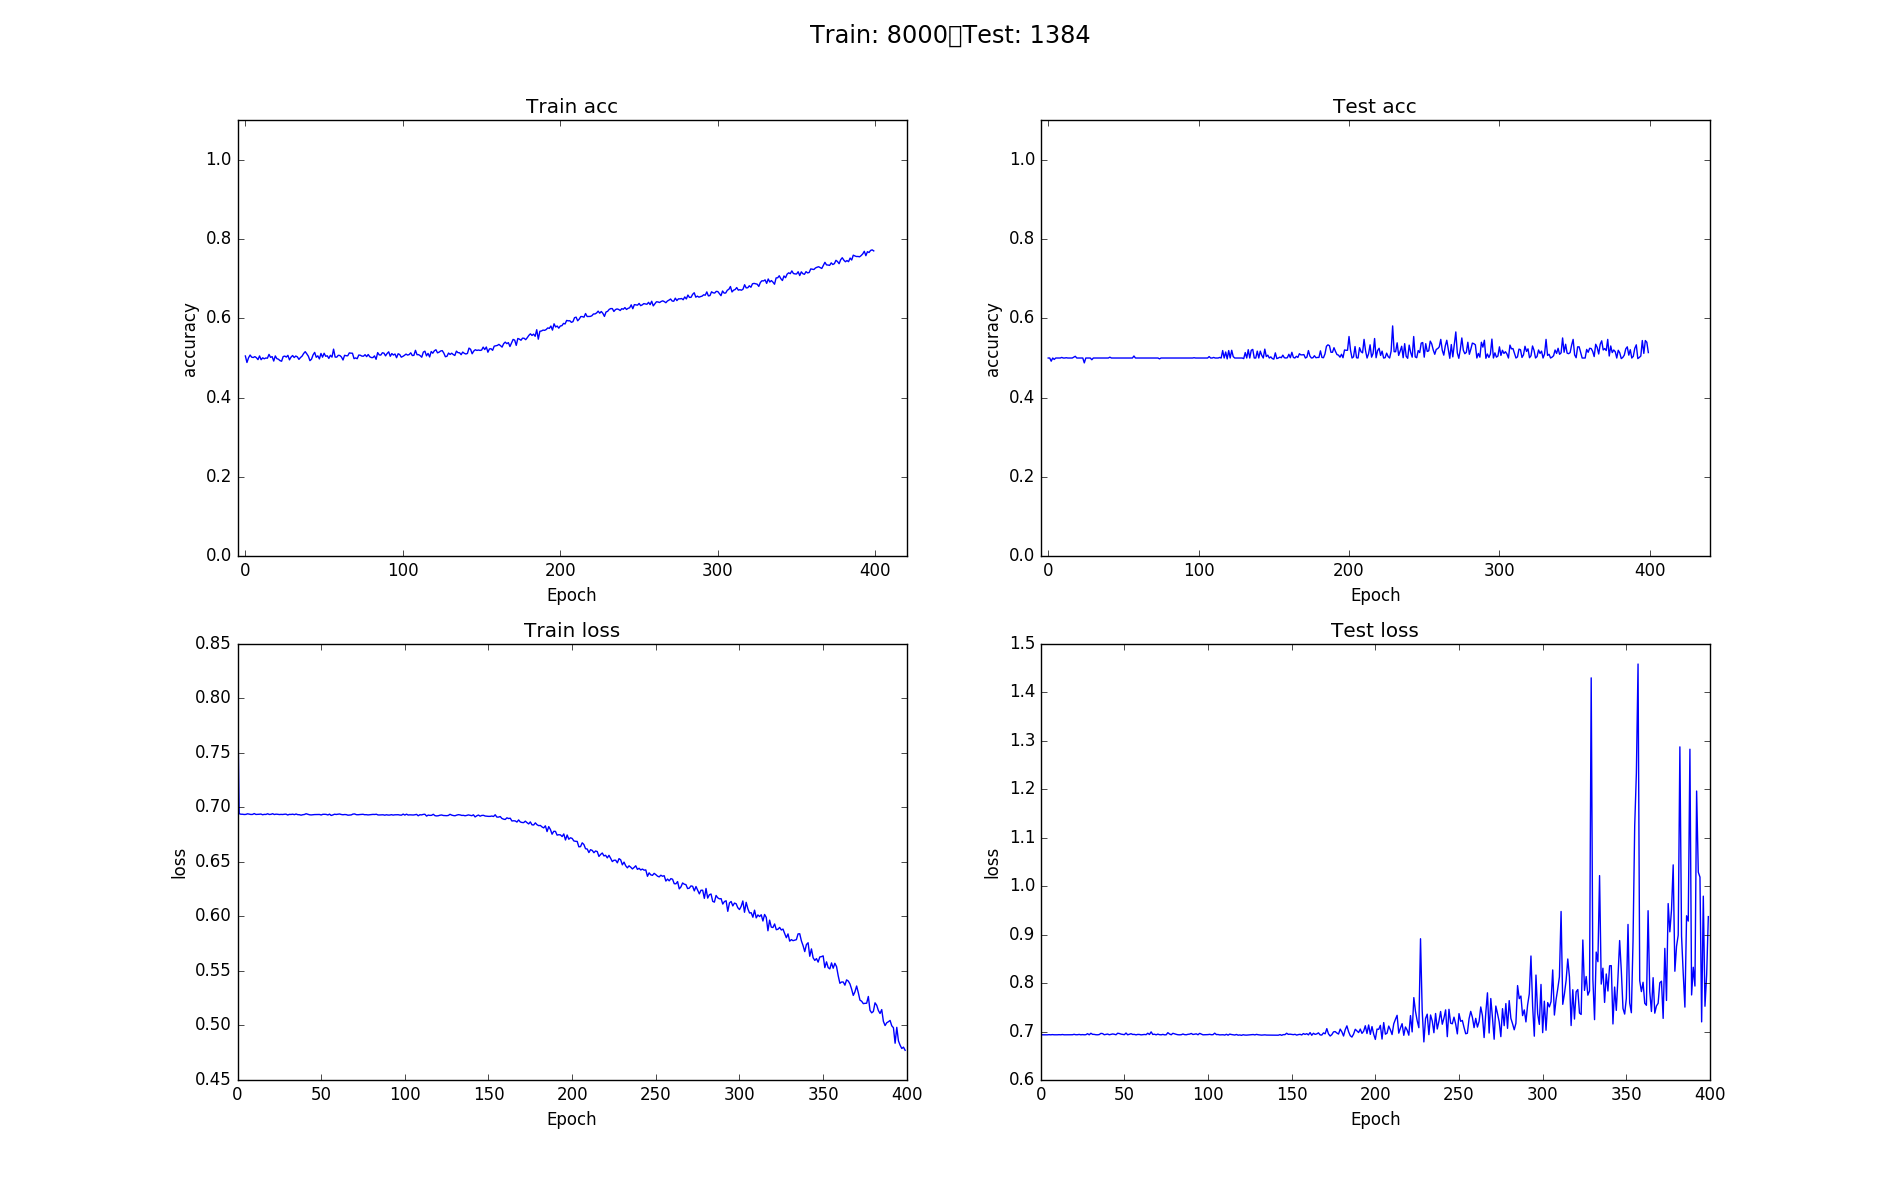 Train: 8000▯Test: 1384
Train acc
1.0
0.8
0.6
0.4
0.2
0.0
accuracy
0 100 200 300 400
Epoch
Test acc
1.0
0.8
0.6
0.4
0.2
0.0
accuracy
0 100 200 300 400
Epoch
Train loss
0.85
0.80
0.75
0.70
0.65
0.60
0.55
0.50
0.45
loss
0 50 100 150 200 250 300 350 400
Epoch
Test loss
1.5
1.4
1.3
1.2
1.1
1.0
0.9
0.8
0.7
0.6
loss
0 50 100 150 200 250 300 350 400
Epoch